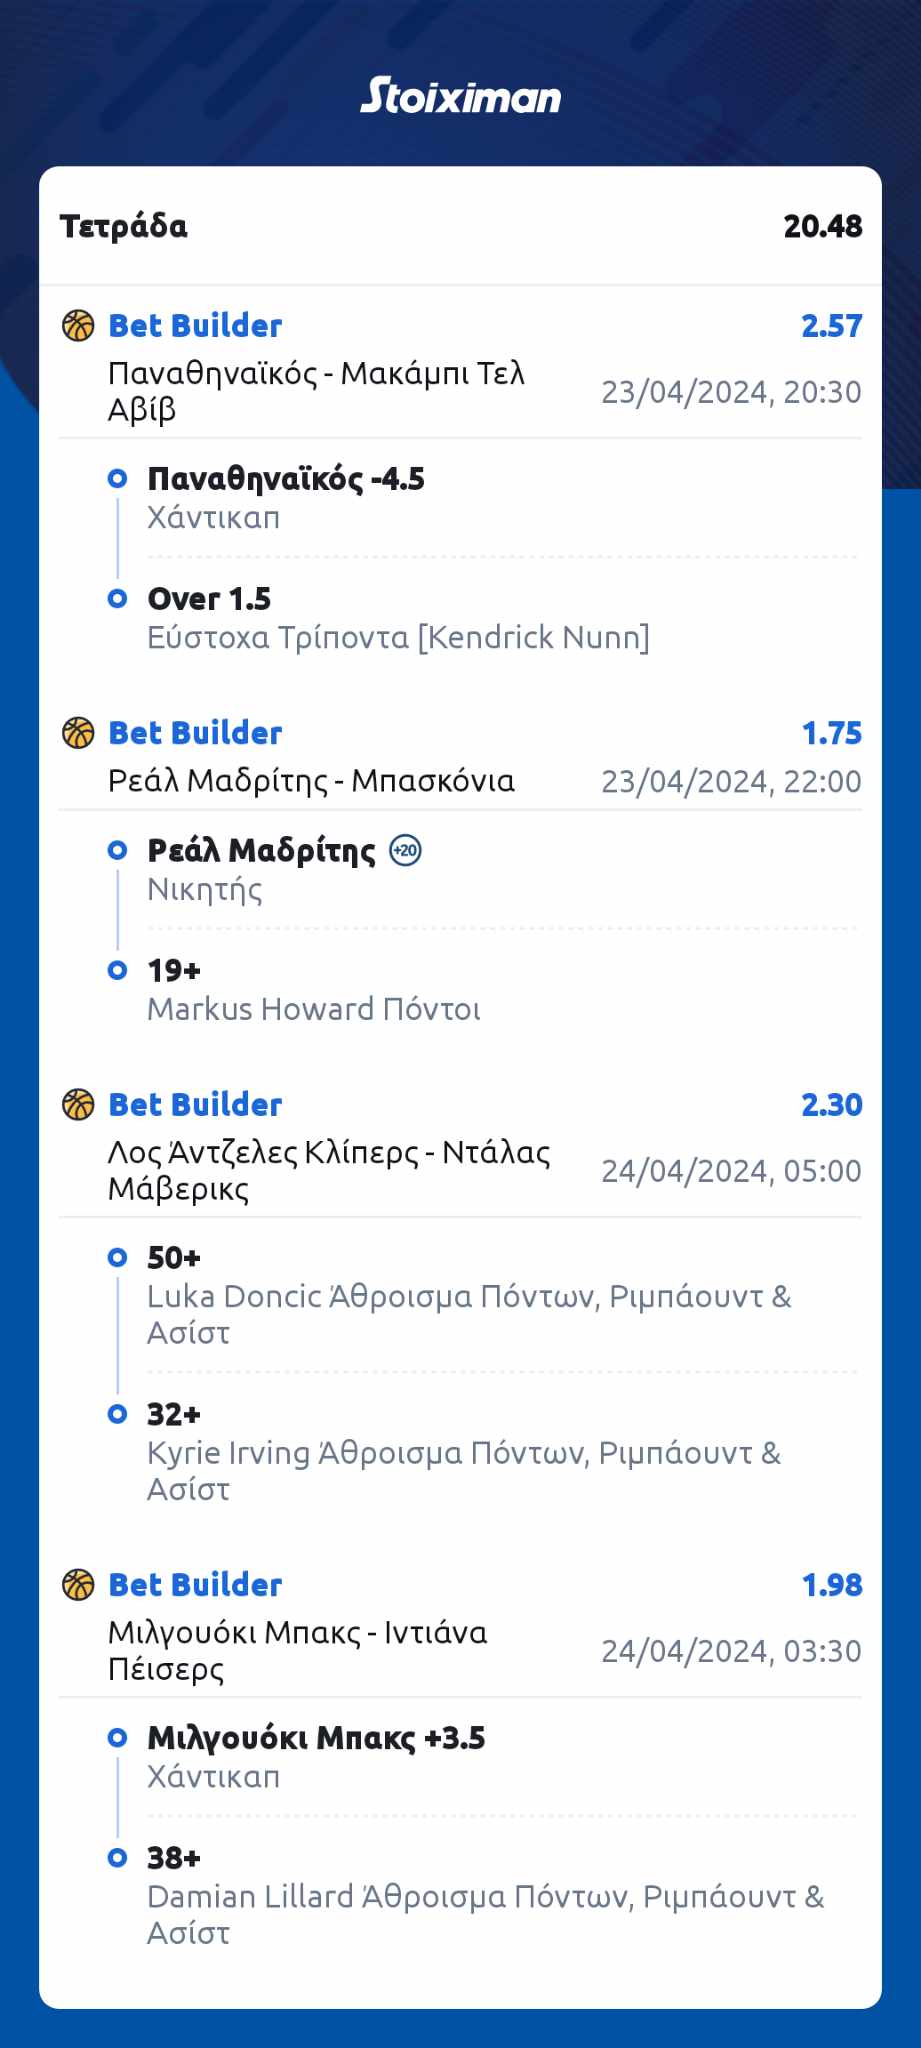 Stoiximan
Τετράδα 20.48
Bet Builder 2.57
Παναθηναϊκός - Μακάμπι Τελ
Αβίβ
23/04/2024, 20:30
Παναθηναϊκός -4.5
Χάντικαπ
Over 1.5
Εύστοχα Τρίποντα [Kendrick Nunn]
Bet Builder 1.75
Ρεάλ Μαδρίτης - Μπασκόνια 23/04/2024, 22:00
Ρεάλ Μαδρίτης +20
Νικητής
19+
Markus Howard Πόντοι
Bet Builder 2.30
Λος Άντζελες Κλίπερς - Ντάλας
Μάβερικς
24/04/2024, 05:00
50+
Luka Doncic Άθροισμα Πόντων, Ριμπάουντ &
Ασίστ
32+
Kyrie Irving Άθροισμα Πόντων, Ριμπάουντ &
Ασίστ
Bet Builder 1.98
Μιλγουόκι Μπακς - Ιντιάνα
Πέισερς
24/04/2024, 03:30
Μιλγουόκι Μπακς +3.5
Χάντικαπ
38+
Damian Lillard Άθροισμα Πόντων, Ριμπάουντ &
Ασίστ